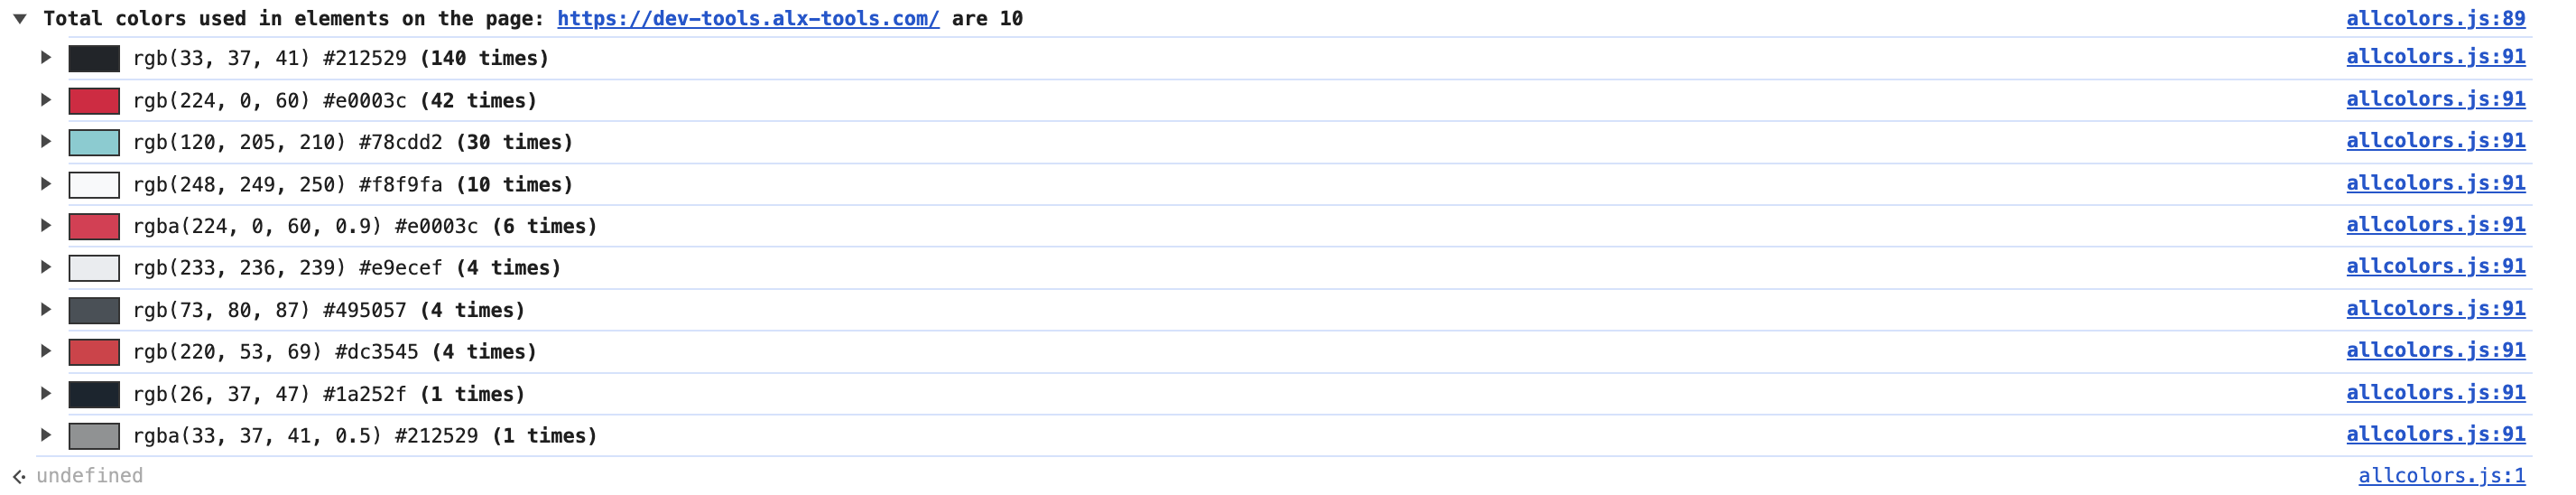 Total colors used in elements on the page: https://dev-tools.alx-tools.com/ are 10 allcolors.js:89
rgb(33, 37, 41) #212529 (140 times) allcolors.js:91
rgb(224, 0, 60) #e0003c (42 times) allcolors.js:91
rgb(120, 205, 210) #78cdd2 (30 times) allcolors.js:91
rgb(248, 249, 250) #f8f9fa (10 times) allcolors.js:91
rgba(224, 0, 60, 0.9) #e0003c (6 times) allcolors.js:91
rgb(233, 236, 239) #e9ecef (4 times) allcolors.js:91
rgb(73, 80, 87) #495057 (4 times) allcolors.js:91
rgb(220, 53, 69) #dc3545 (4 times) allcolors.js:91
rgb(26, 37, 47) #1a252f (1 times) allcolors.js:91
rgba(33, 37, 41, 0.5) #212529 (1 times) allcolors.js:91
undefined allcolors.js:1